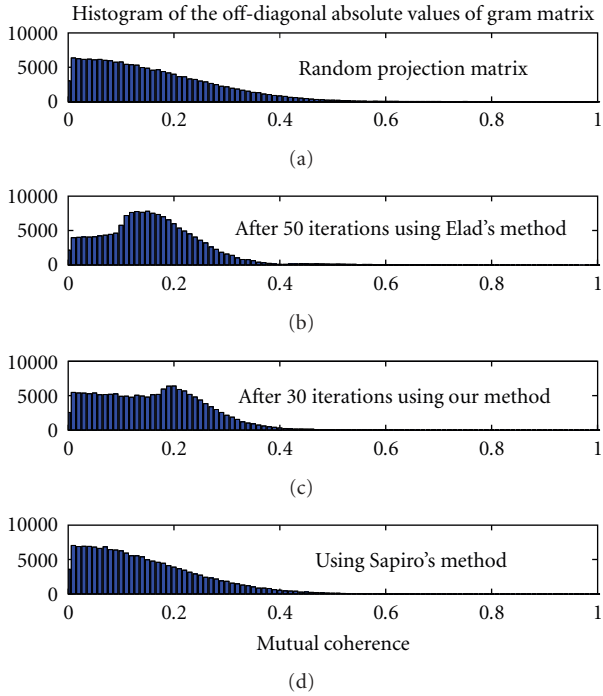 Histogram of the off-diagonal absolute values of gram matrix
10000
5000
0
Random projection matrix
0 0.2 0.4 0.6 0.8 1
(a)
10000
5000
0
After 50 iterations using Elad's method
0 0.2 0.4 0.6 0.8 1
(b)
10000
5000
0
After 30 iterations using our method
0 0.2 0.4 0.6 0.8 1
(c)
10000
5000
0
Using Sapiro's method
0 0.2 0.4 0.6 0.8 1
Mutual coherence
(d)